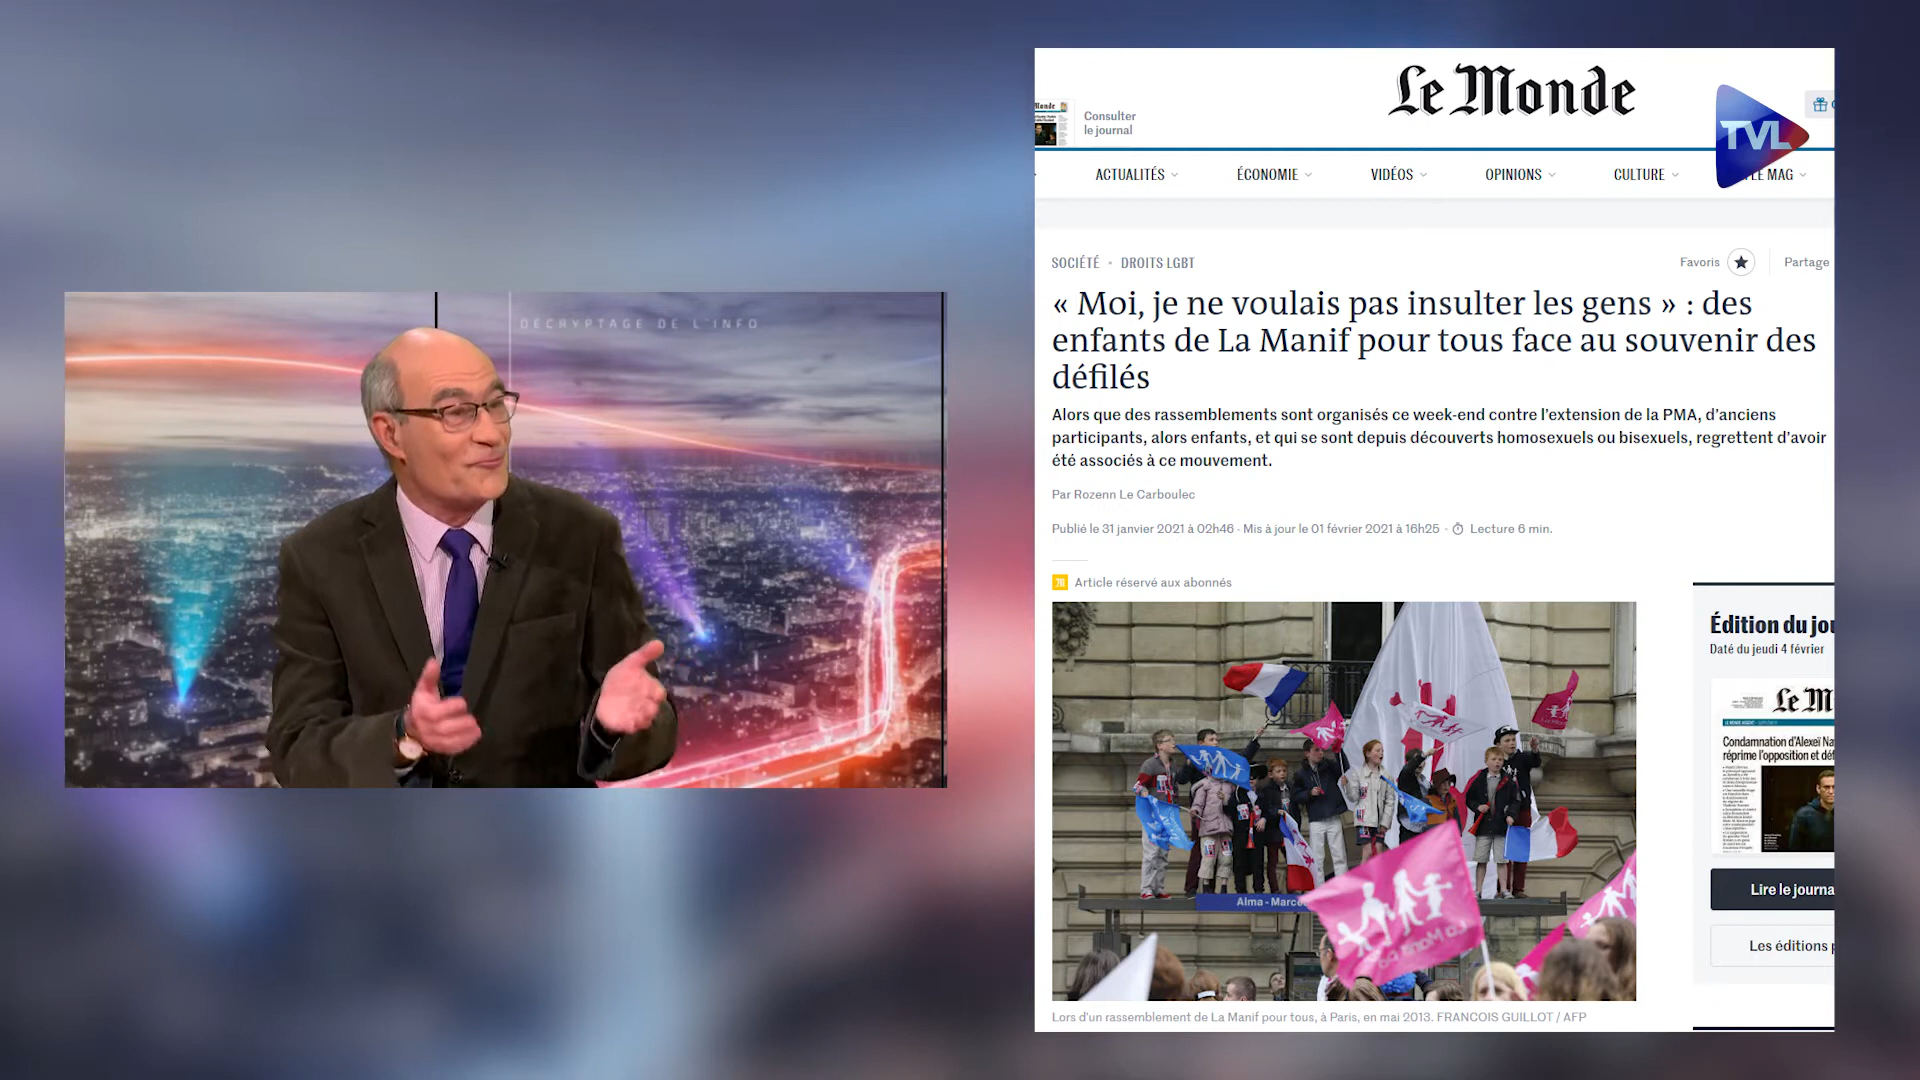 DECRYPTAGE DE L'INFO
Le Monde
Consulter
le journal
TVL
ACTUALITÉS
ÉCONOMIE
VIDÉOS
OPINIONS
CULTURE
LE MAG
SOCIÉTÉ • DROITS LGBT
Favoris
Partage
« Moi, je ne voulais pas insulter les gens » : des
enfants de La Manif pour tous face au souvenir des
défilés
Alors que des rassemblements sont organisés ce week-end contre l'extension de la PMA, d'anciens
participants, alors enfants, et qui se sont depuis découverts homosexuels ou bisexuels, regrettent d'avoir
été associés à ce mouvement.
Par Rozenn Le Carboulec
Publié le 31 janvier 2021 à 02h46 - Mis à jour le 01 février 2021 à 16h25 - Lecture 6 min.
Article réservé aux abonnés
Alma - Marce
Lors d'un rassemblement de La Manif pour tous, à Paris, en mai 2013. FRANCOIS GUILLOT / AFP
Édition du jou
Daté du jeudi 4 février
Le M
Condamnation d'Alexeï Na
réprime l'opposition et déf
Lire le journa
Les éditions p